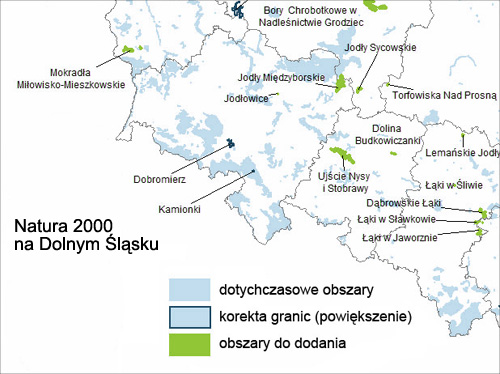 Bory Chrobotkowe w
Nadleśnictwie Grodziec
Jodły Sycowskie
Mokradła
Miłowisko-Mieszkowskie
Jodły Międzyborskie
Jodłowice
Torfowiska Nad Prosną
Dolina
Budkowiczanki
Lemańskie Jodły
Dobromierz
Ujście Nysy
i Stobrawy
Łąki w Śliwie
Kamionki
Dąbrowskie Łąki
Łąki w Sławkowie
Łąki w Jaworznie
Natura 2000
na Dolnym Śląsku
dotychczasowe obszary
korekta granic (powiększenie)
obszary do dodania